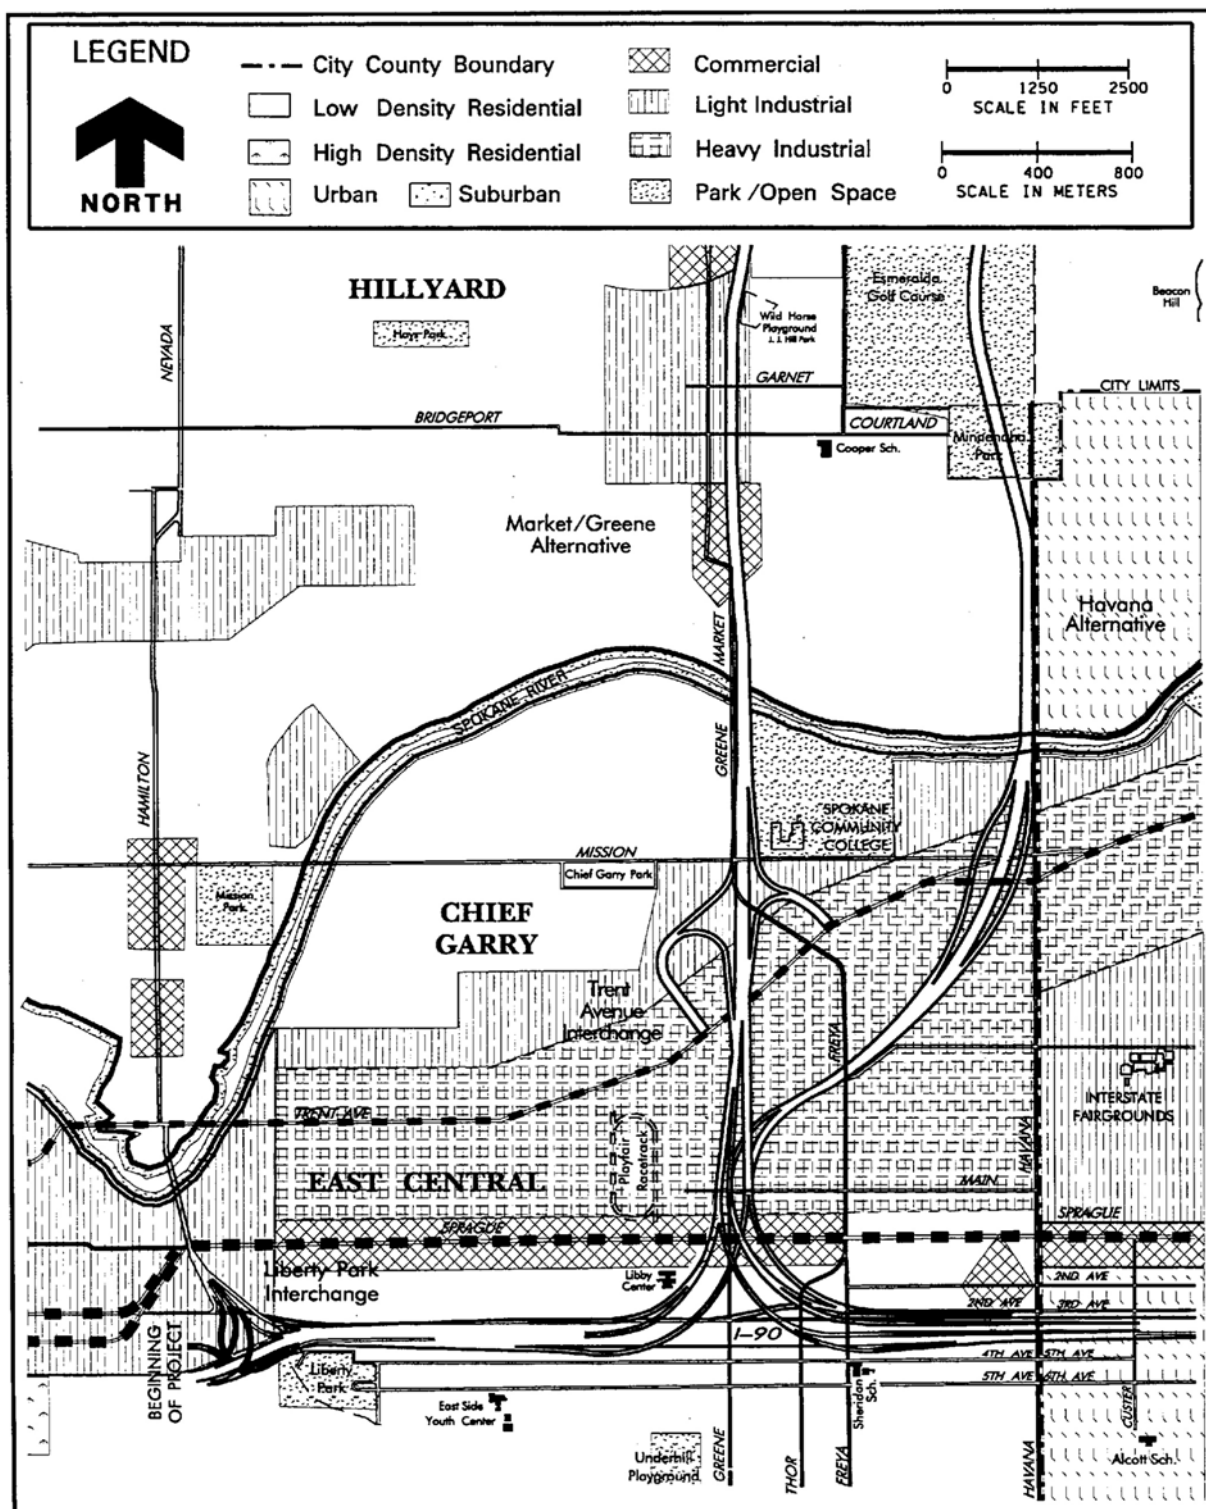 LEGEND
NORTH
City County Boundary
Low Density Residential
High Density Residential
Urban
Suburban
Commercial
Light Industrial
Heavy Industrial
Park/Open Space
0 1250 2500
SCALE IN FEET
0 400 800
SCALE IN METERS
HILLYARD
Hays Park
NEVADA
Esmeralda
Golf Course
Wild Horse
Playground
J. J. Hill Park
Beacon
Hill
GARNET
CITY LIMITS
BRIDGEPORT
COURTLAND
Cooper Sch.
Minnehaha
Park
Market/Greene
Alternative
Havana
Alternative
MARKET
SPOKANE RIVER
GREENE
HAMILTON
SPOKANE
COMMUNITY
COLLEGE
MISSION
Chief Garry Park
Mission
Park
CHIEF
GARRY
Trent
Avenue
Interchange
FREYA
INTERSTATE
FAIRGROUNDS
TRENT AVE
Playfair
Racetrack
HAVANA
EAST CENTRAL
MAIN
SPRAGUE
SPRAGUE
Liberty Park
Interchange
Libby
Center
2ND AVE
2ND AVE
3RD AVE
I-90
BEGINNING
OF PROJECT
4TH AVE
5TH AVE
Liberty
Park
5TH AVE
6TH AVE
Sheridan
Sch.
CUSTER
East Side
Youth Center
Underhill
Playground
GREENE
THOR
FREYA
HAVANA
Alcott Sch.